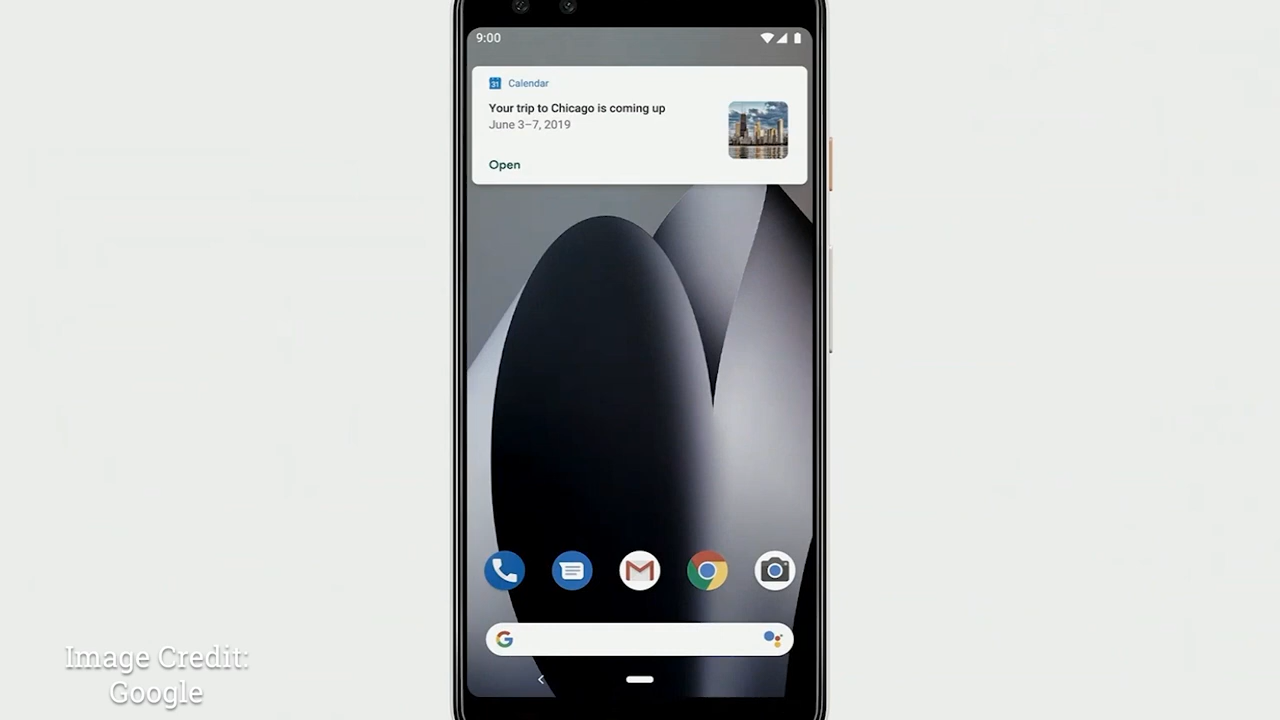 9:00
31 Calendar
Your trip to Chicago is coming up
June 3–7, 2019
Open
G
Image Credit:
Google